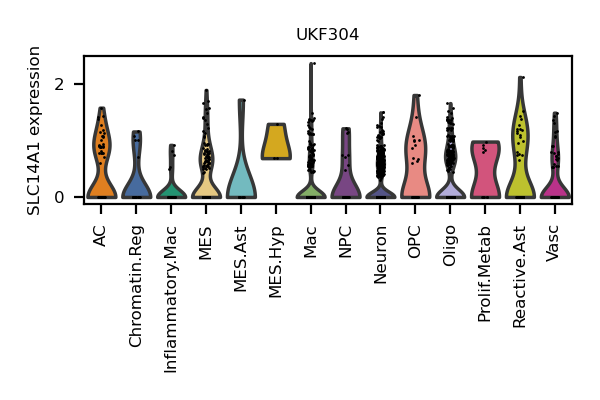 UKF304
SLC14A1 expression
2
0
AC
Chromatin.Reg
Inflammatory.Mac
MES
MES.Ast
MES.Hyp
Mac
NPC
Neuron
OPC
Oligo
Prolif.Metab
Reactive.Ast
Vasc